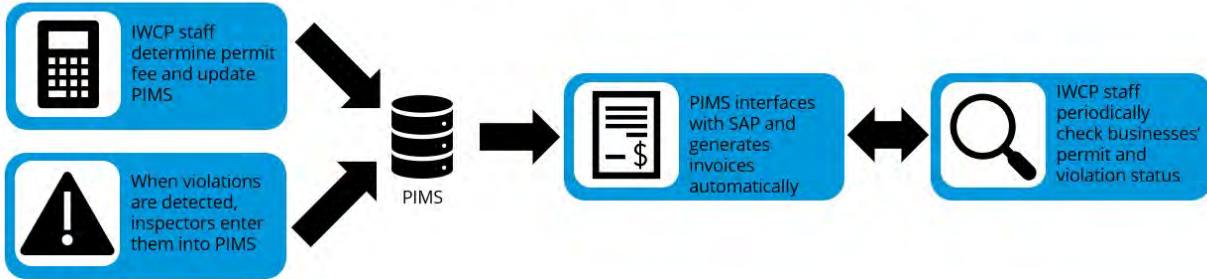 IWCP staff
determine permit
fee and update
PIMS
When violations
are detected,
inspectors enter
them into PIMS
PIMS
PIMS interfaces
with SAP and
generates
invoices
automatically
$
IWCP staff
periodically
check businesses'
permit and
violation status